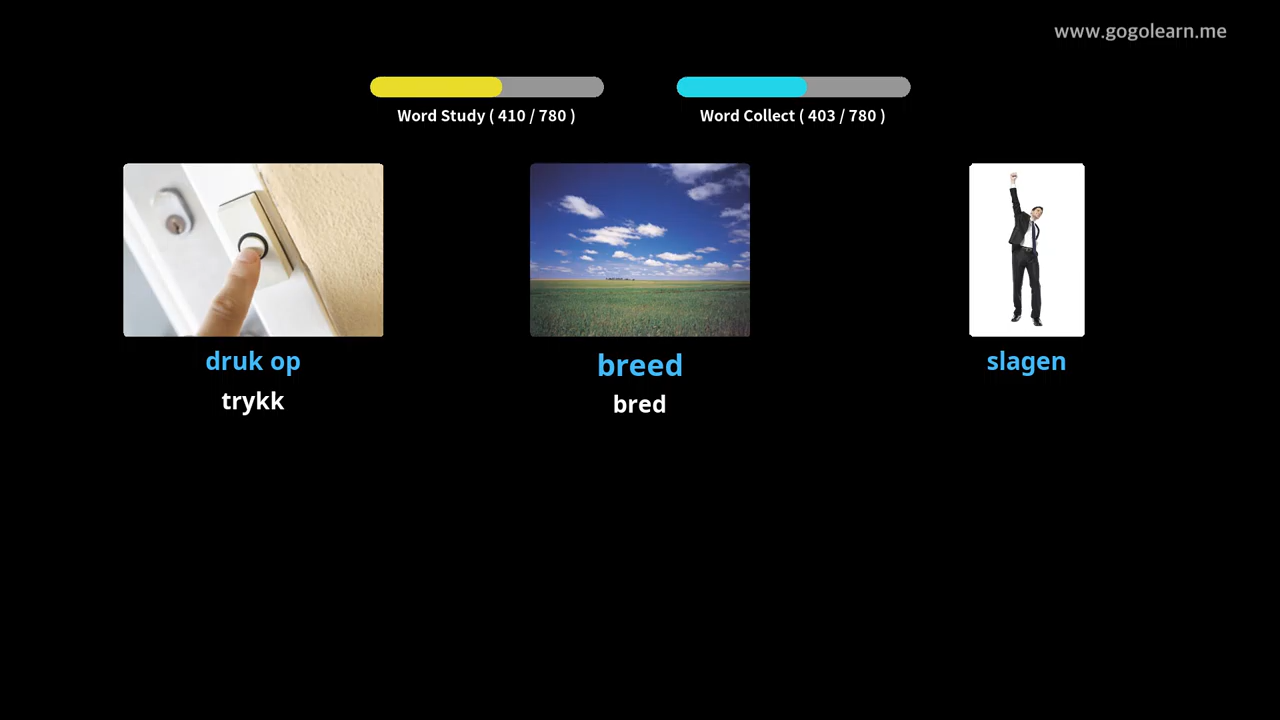 www.gogolearn.me
Word Study ( 410 / 780 )
Word Collect ( 403 / 780 )
druk op
trykk
breed
bred
slagen